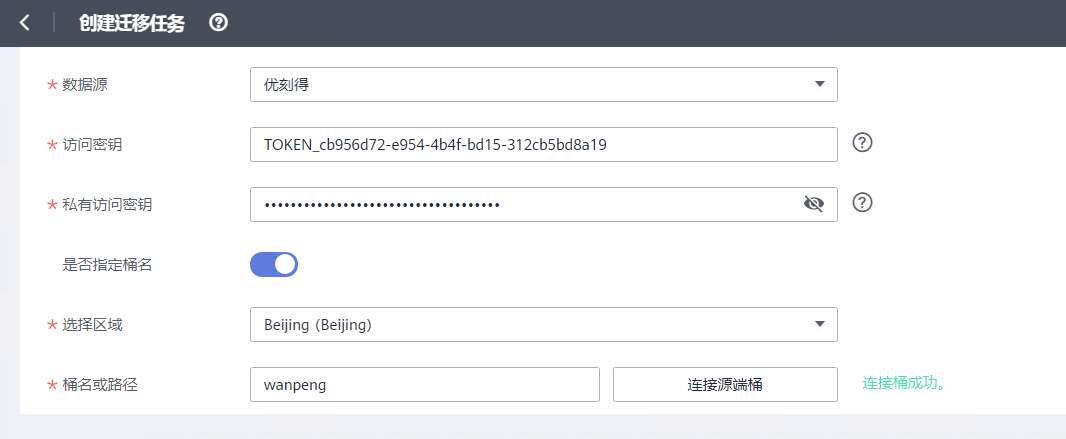 创建迁移任务
* 数据源 优刻得
* 访问密钥 TOKEN_cb956d72-e954-4b4f-bd15-312cb5bd8a19
* 私有访问密钥 ••••••••••••••••••••••••••••••••••••
是否指定桶名
* 选择区域 Beijing (Beijing)
* 桶名或路径 wanpeng 连接源端桶 连接桶成功。